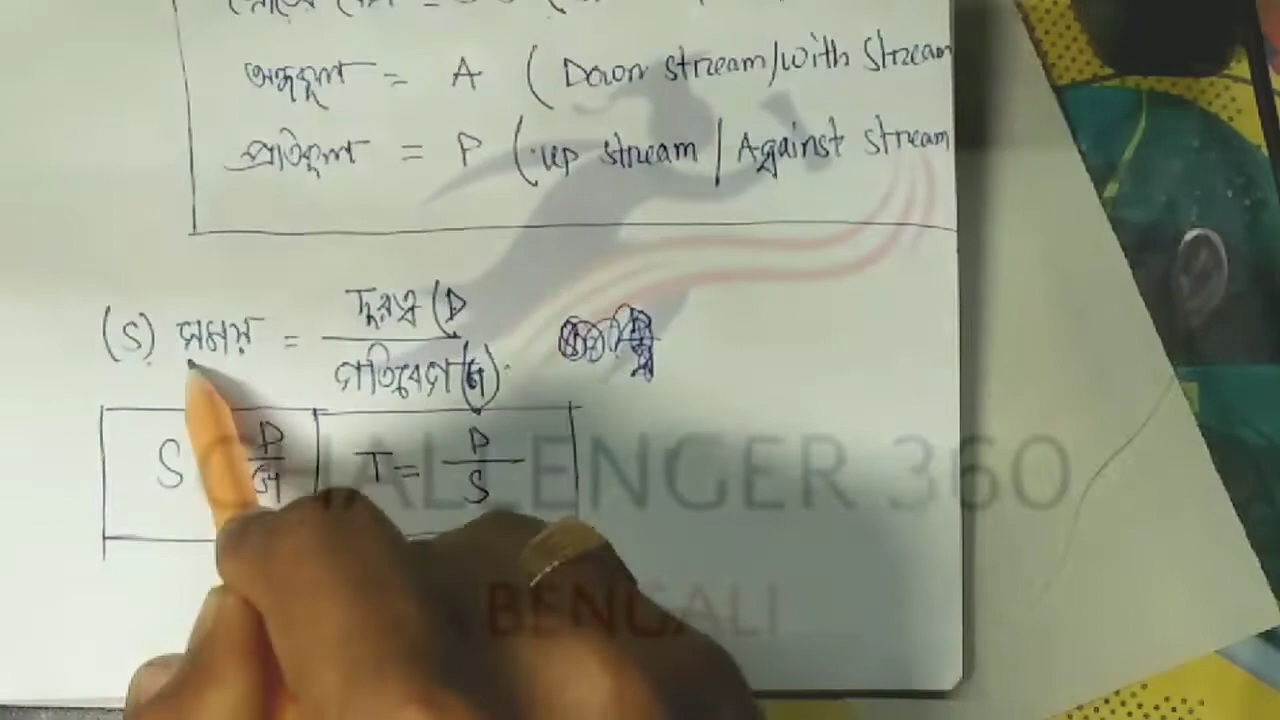 অনুকূল = A (Down stream/with stream
প্রতিকূল = P (up stream / Against stream
(S) সময় = দূরত্ব (D
গতিবেগ (G)
S D/G
T = D/S
CHALLENGER 360
BENGALI